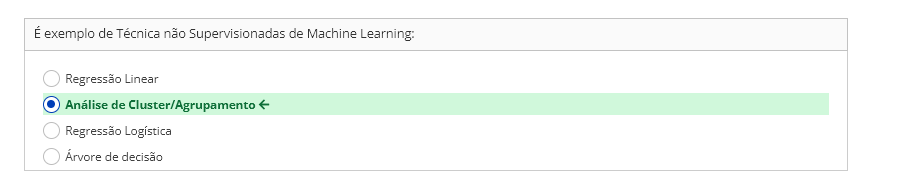 É exemplo de Técnica não Supervisionadas de Machine Learning:
Regressão Linear
Análise de Cluster/Agrupamento ←
Regressão Logística
Árvore de decisão